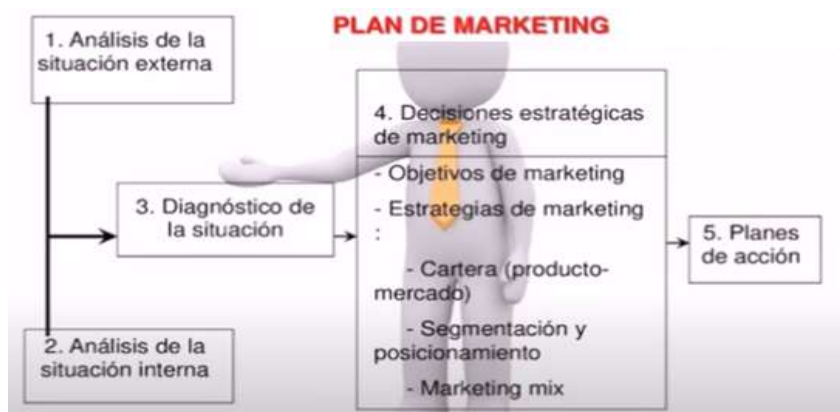 PLAN DE MARKETING
1. Análisis de la
situación externa
4. Decisiones estratégicas
de marketing
- Objetivos de marketing
- Estrategias de marketing
:
- Cartera (producto-
mercado)
- Segmentación y
posicionamiento
- Marketing mix
3. Diagnóstico de
la situación
5. Planes
de acción
2. Análisis de la
situación interna